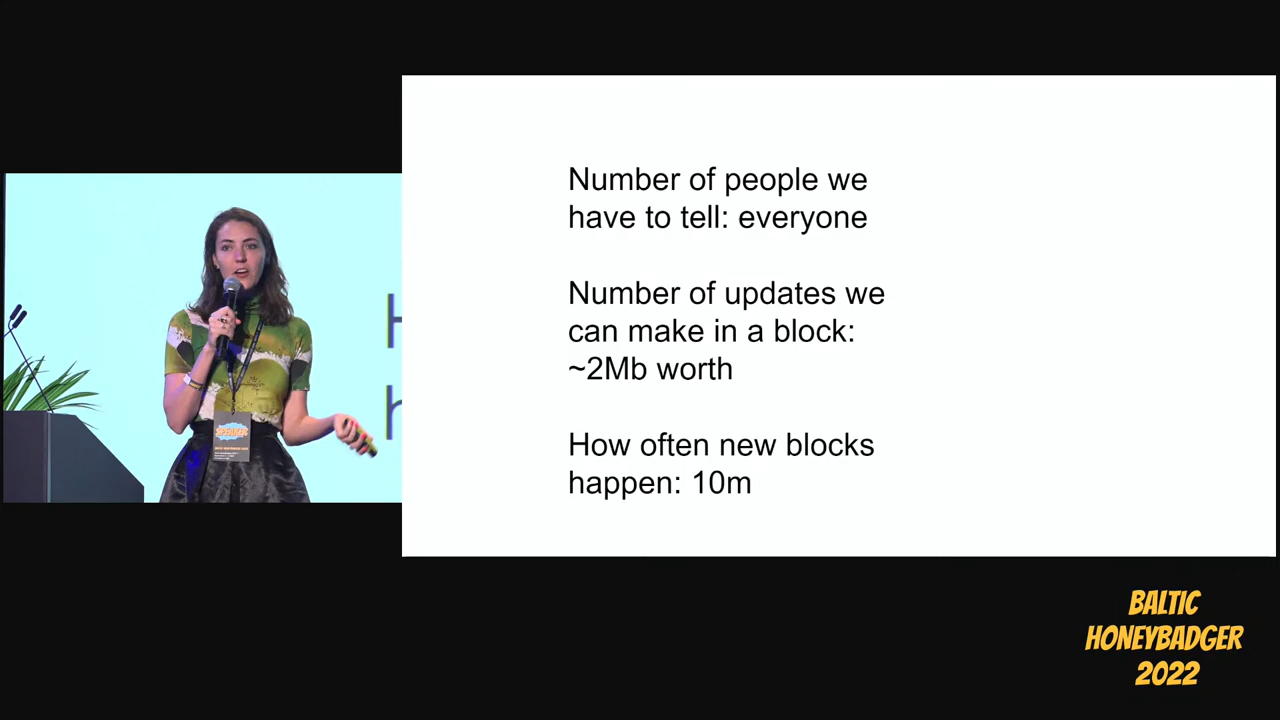 Number of people we
have to tell: everyone
Number of updates we
can make in a block:
~2Mb worth
How often new blocks
happen: 10m
SPEAKER
BALTIC
HONEYBADGER
2022